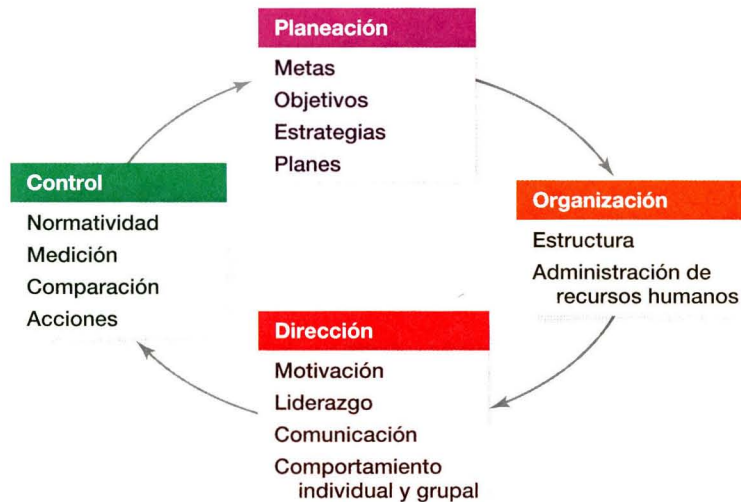 Planeación
Metas
Objetivos
Estrategias
Planes
Control
Normatividad
Medición
Comparación
Acciones
Organización
Estructura
Administración de
recursos humanos
Dirección
Motivación
Liderazgo
Comunicación
Comportamiento
individual y grupal